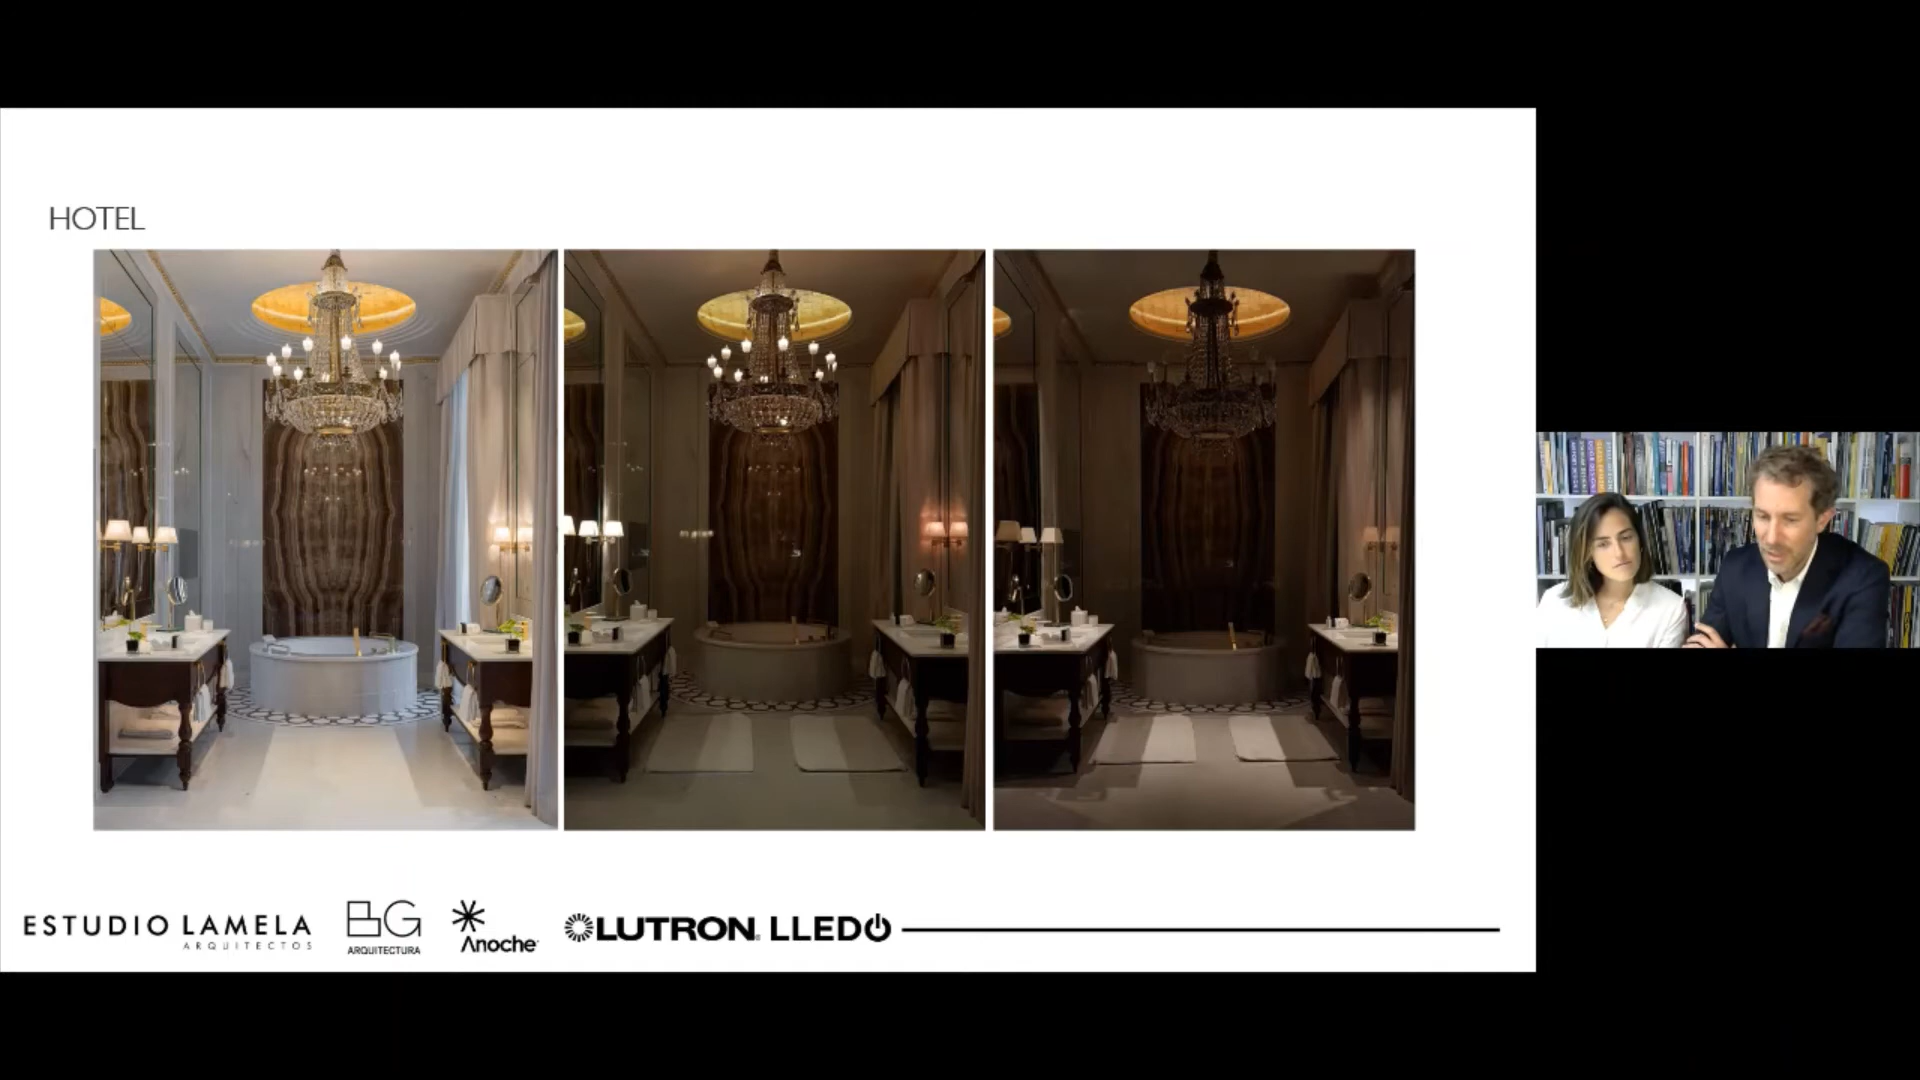 HOTEL
ESTUDIO LAMELA
ARQUITECTOS
BG
ARQUITECTURA
Anoche
LUTRON LLEDÓ